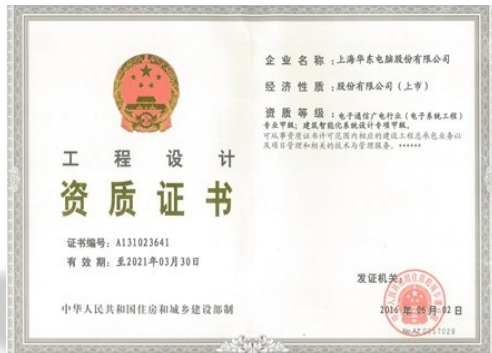 工程设计
资质证书
证书编号：A131023641
有 效 期：至2021年03月30日
中华人民共和国住房和城乡建设部制
企 业 名 称：上海华东电脑股份有限公司
经 济 性 质：股份有限公司（上市）
资 质 等 级：电子通信广电行业（电子系统工程）
专业甲级；建筑智能化系统设计专项甲级。
可从事资质证书许可范围内相应的建设工程总承包业务以
及项目管理和相关的技术与管理服务。******
发证机关：
2016 年 06 月 02 日
No.AZ 0057026